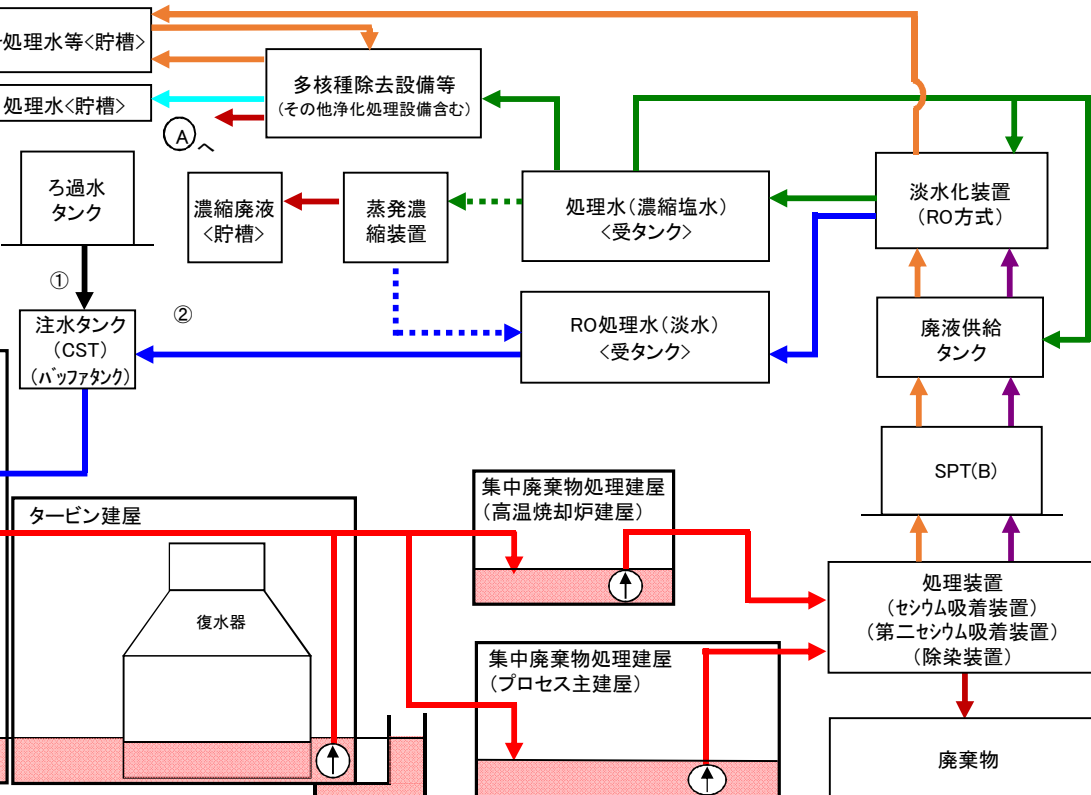 処理水等<貯槽>
多核種除去設備等
(その他浄化処理設備含む)
処理水<貯槽>
Ⓐへ
ろ過水
タンク
濃縮廃液
<貯槽>
蒸発濃
縮装置
処理水(濃縮塩水)
<受タンク>
淡水化装置
(RO方式)
①
②
注水タンク
(CST)
(バッファタンク)
RO処理水(淡水)
<受タンク>
廃液供給
タンク
SPT(B)
タービン建屋
復水器
集中廃棄物処理建屋
(高温焼却炉建屋)
集中廃棄物処理建屋
(プロセス主建屋)
処理装置
(セシウム吸着装置)
(第二セシウム吸着装置)
(除染装置)
廃棄物